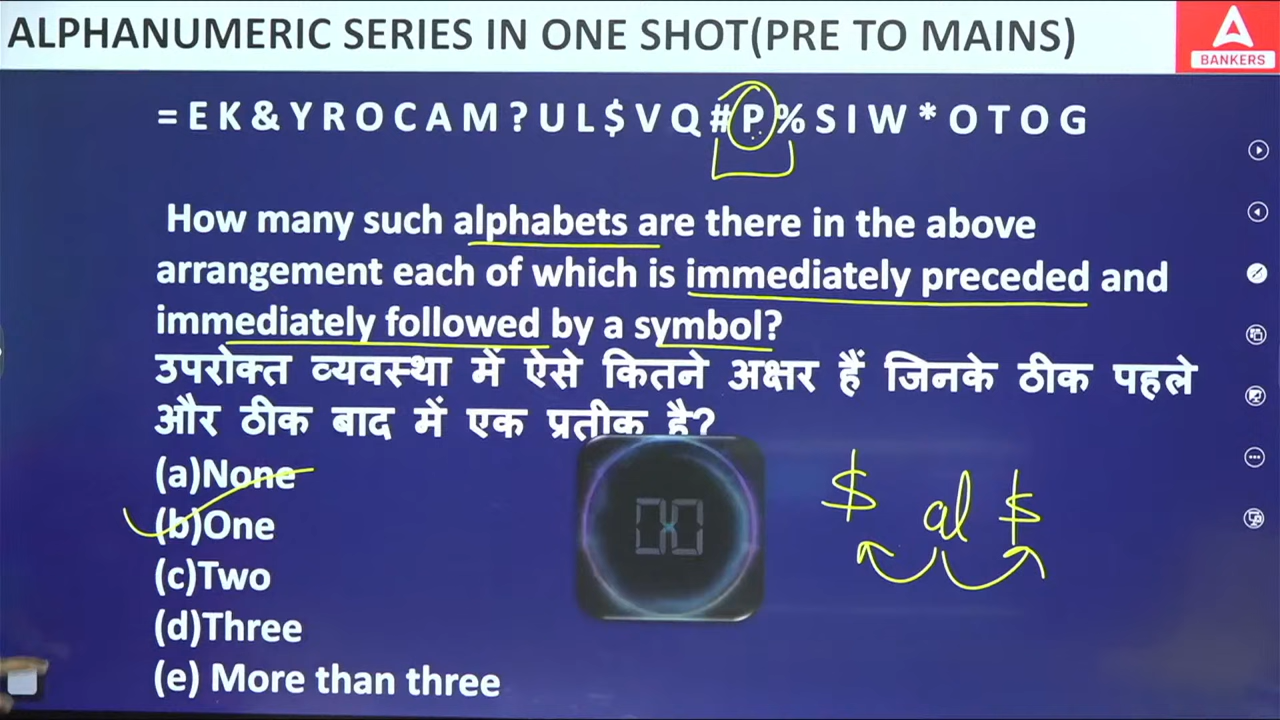 ALPHANUMERIC SERIES IN ONE SHOT(PRE TO MAINS)
A
BANKERS
= E K & Y R O C A M ? U L $ V Q # P % S I W * O T O G
How many such alphabets are there in the above
arrangement each of which is immediately preceded and
immediately followed by a symbol?
उपरोक्त व्यवस्था में ऐसे कितने अक्षर हैं जिनके ठीक पहले
और ठीक बाद में एक प्रतीक है?
(a)None
(b)One
(c)Two
(d)Three
(e) More than three
00
$ al $